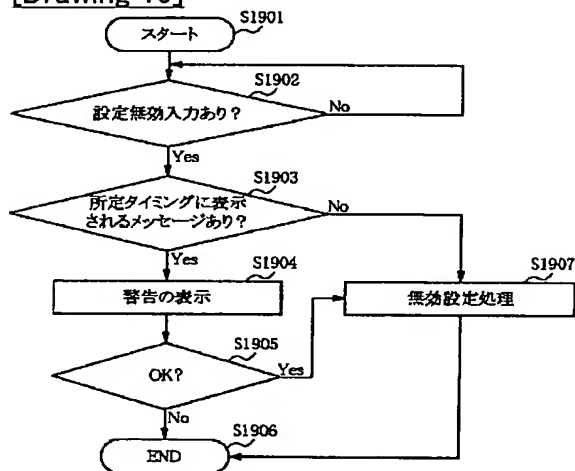 [Drawing 19]
S1901
スタート
S1902
設定無効入力あり?
No
Yes
S1903
所定タイミングに表示
されるメッセージあり?
No
Yes
S1904
警告の表示
S1907
無効設定処理
S1905
OK?
Yes
No
S1906
END